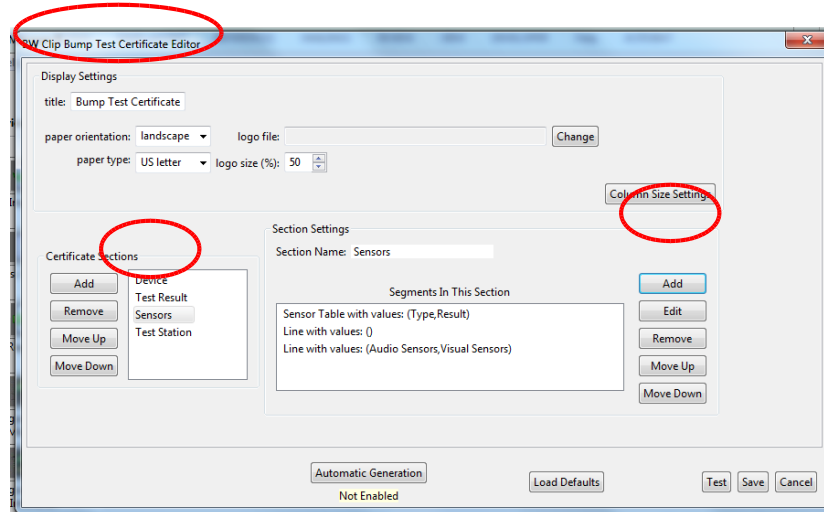 BW Clip Bump Test Certificate Editor
Display Settings
title: Bump Test Certificate
paper orientation: landscape logo file: Change
paper type: US letter logo size (%): 50
Column Size Settings
Certificate Sections
Add
Remove
Move Up
Move Down
Device
Test Result
Sensors
Test Station
Section Settings
Section Name: Sensors
Segments In This Section
Sensor Table with values: (Type,Result)
Line with values: ()
Line with values: (Audio Sensors,Visual Sensors)
Add
Edit
Remove
Move Up
Move Down
Automatic Generation
Not Enabled
Load Defaults
Test Save Cancel